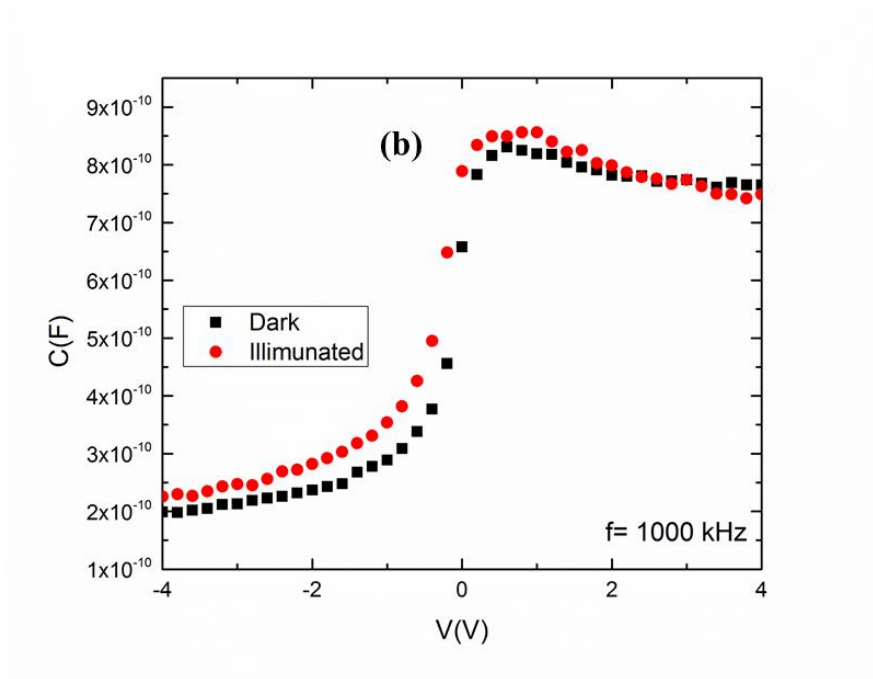 (b)
9x10⁻¹⁰
8x10⁻¹⁰
7x10⁻¹⁰
6x10⁻¹⁰
5x10⁻¹⁰
4x10⁻¹⁰
3x10⁻¹⁰
2x10⁻¹⁰
1x10⁻¹⁰
C(F)
Dark
Illimunated
f= 1000 kHz
-4 -2 0 2 4
V(V)